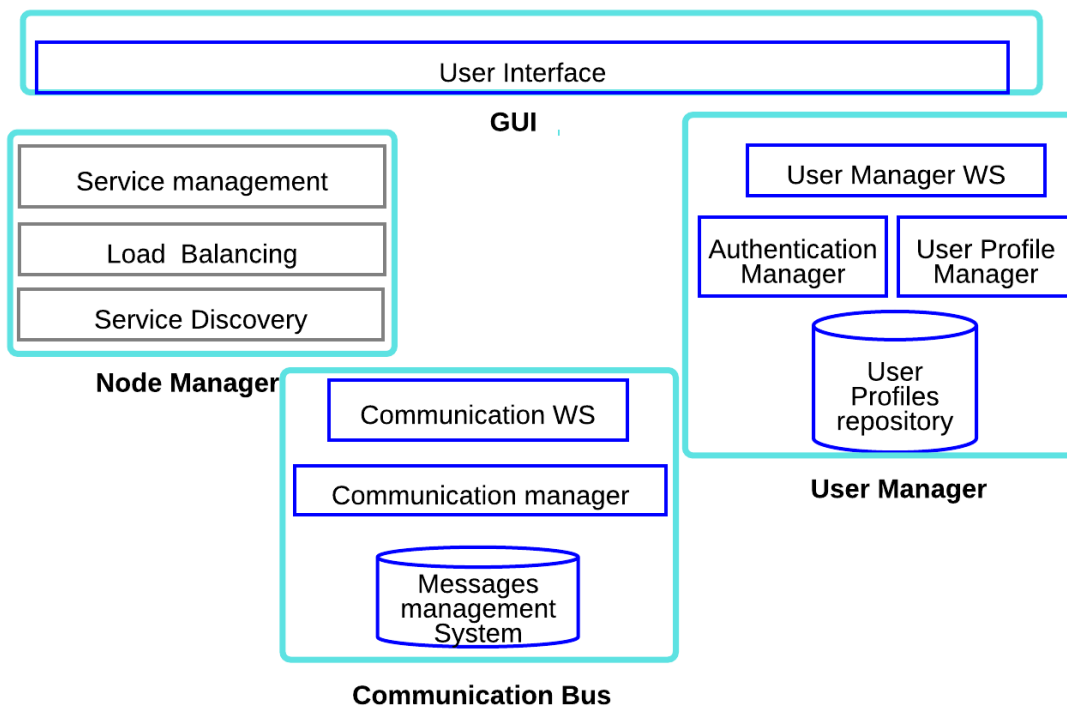 User Interface
GUI
Service management
Load Balancing
Service Discovery
Node Manager
User Manager WS
Authentication
Manager
User Profile
Manager
User
Profiles
repository
User Manager
Communication WS
Communication manager
Messages
management
System
Communication Bus